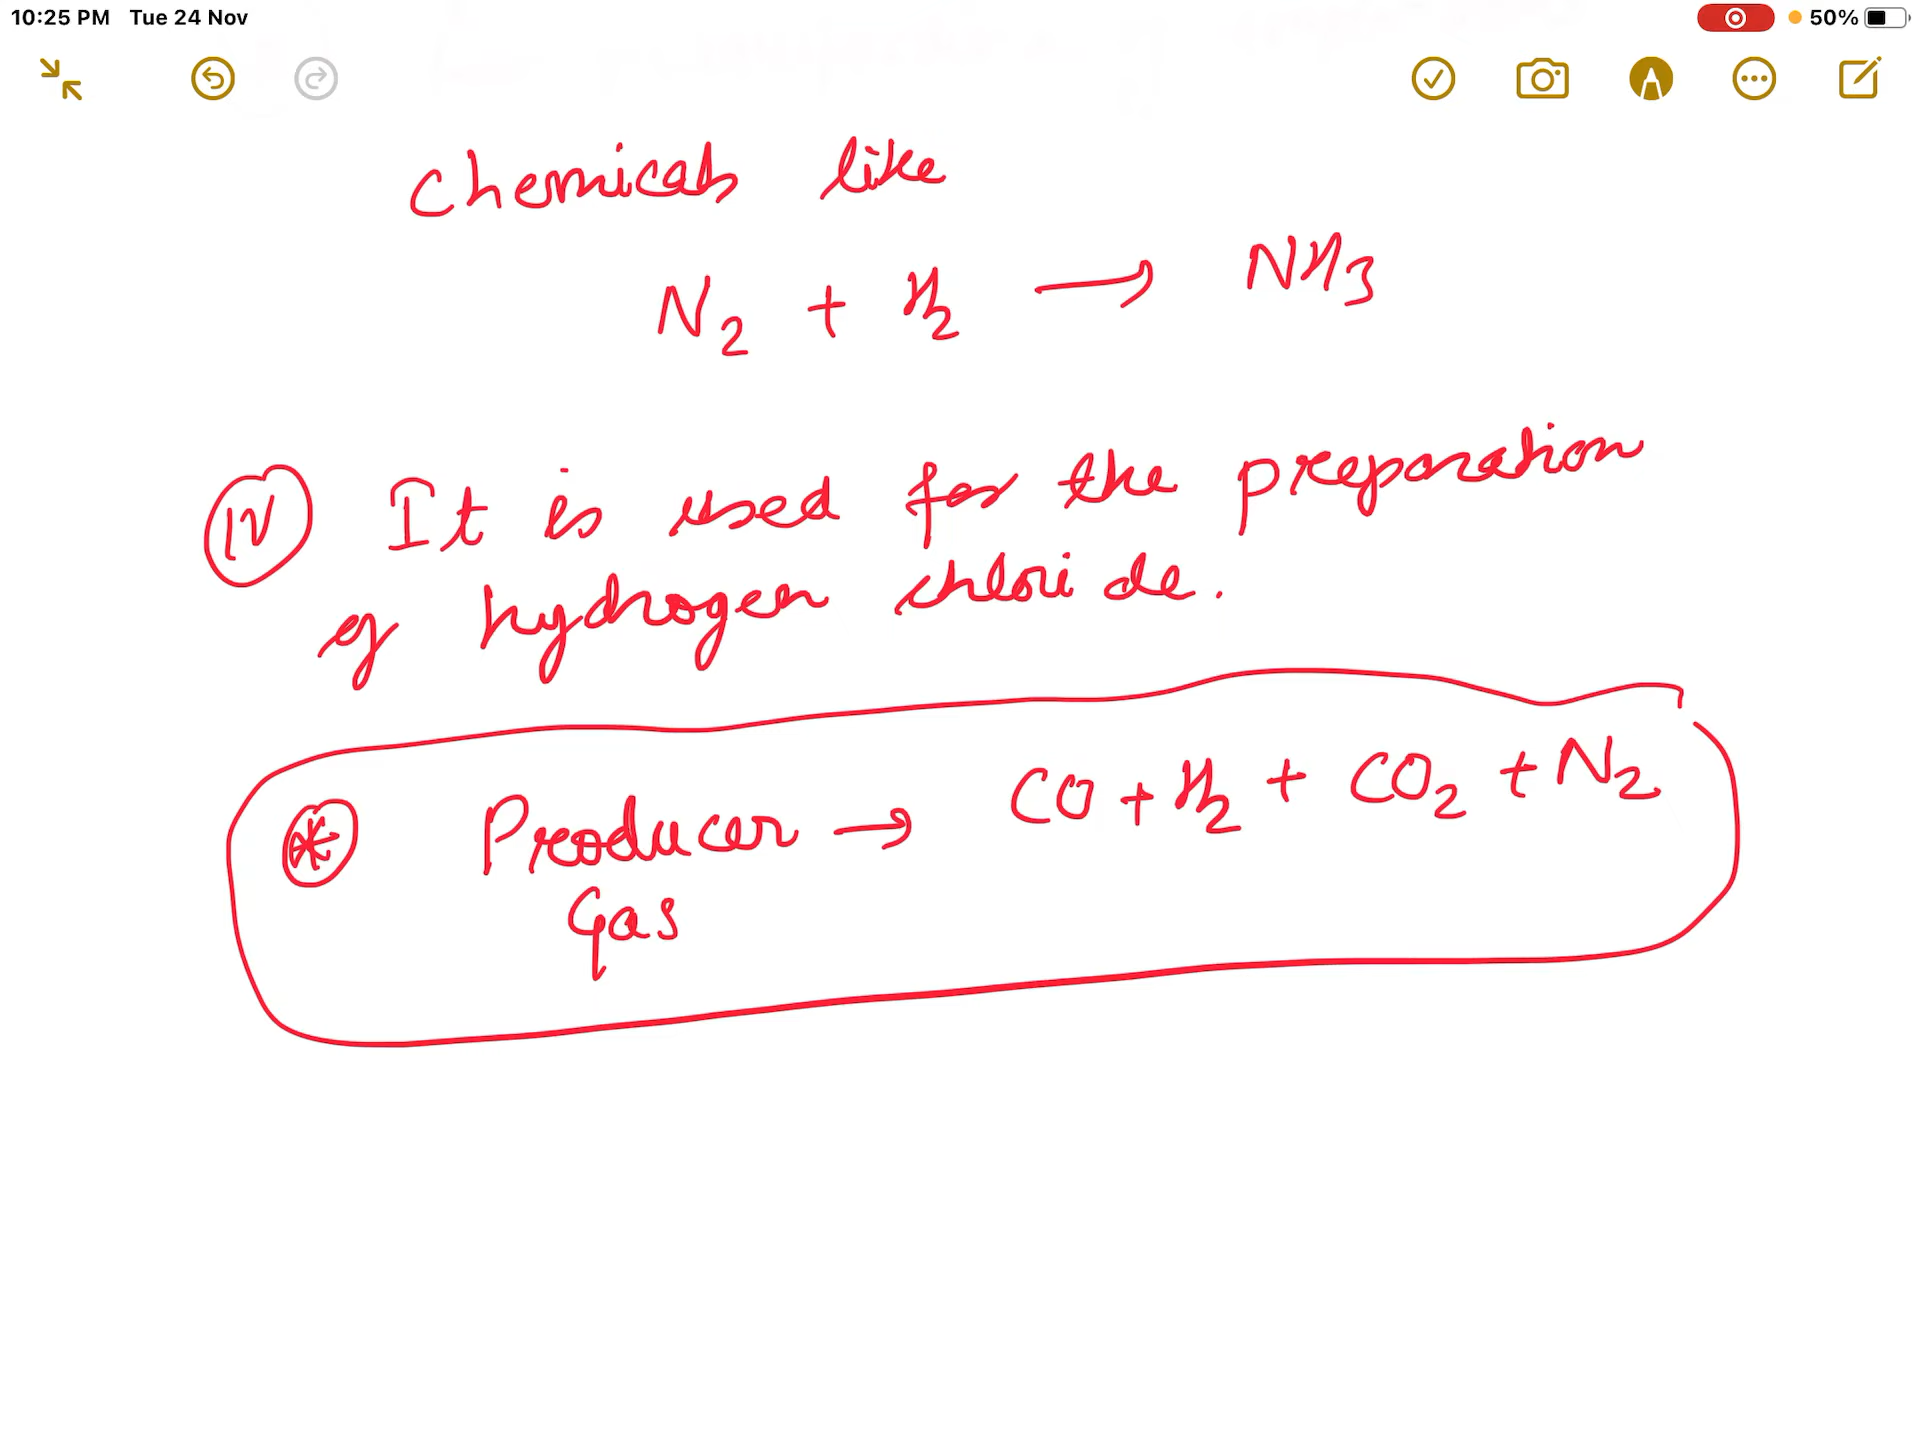 10:25 PM Tue 24 Nov 50%
Chemicals like
N₂ + H₂ → NH₃
IV It is used for the preparation
of hydrogen chloride.
* Producer → CO + H₂ + CO₂ + N₂
Gas